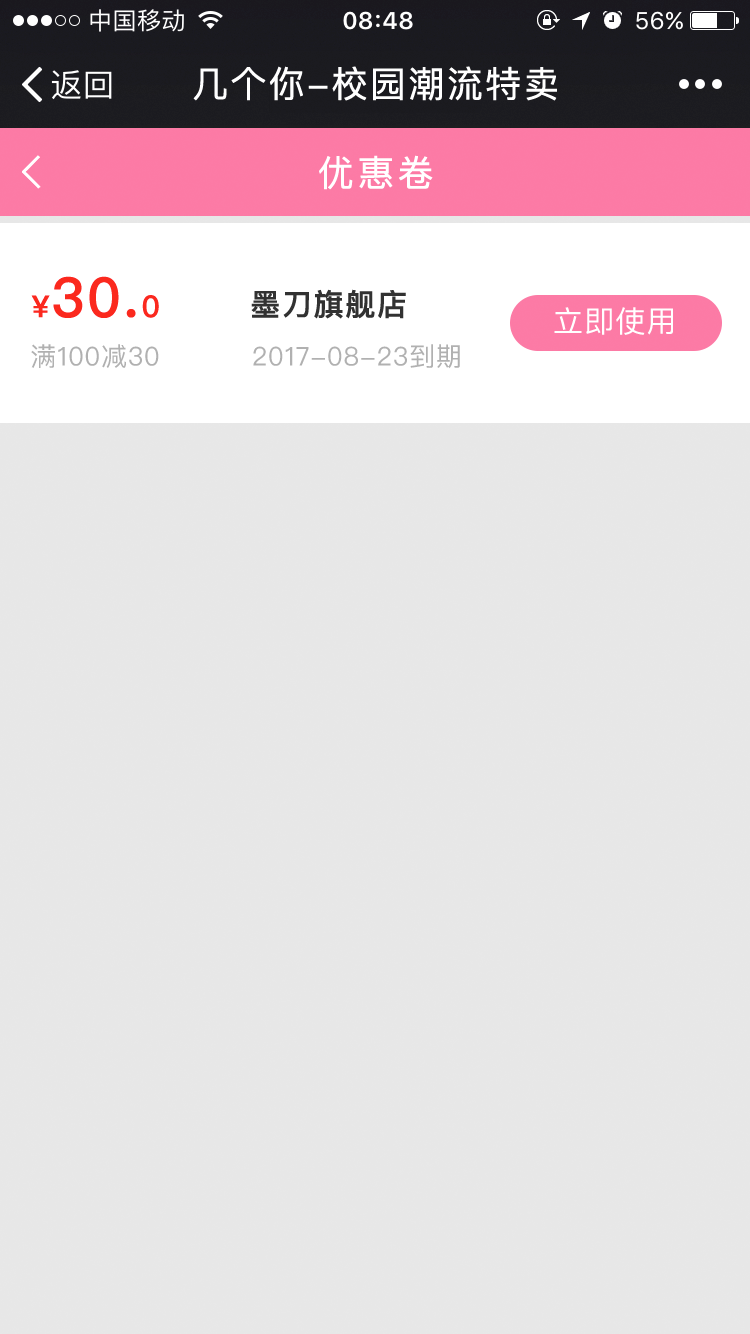 中国移动 08:48 56%
返回 几个你-校园潮流特卖
优惠卷
¥30.0 墨刀旗舰店 立即使用
满100减30 2017-08-23到期